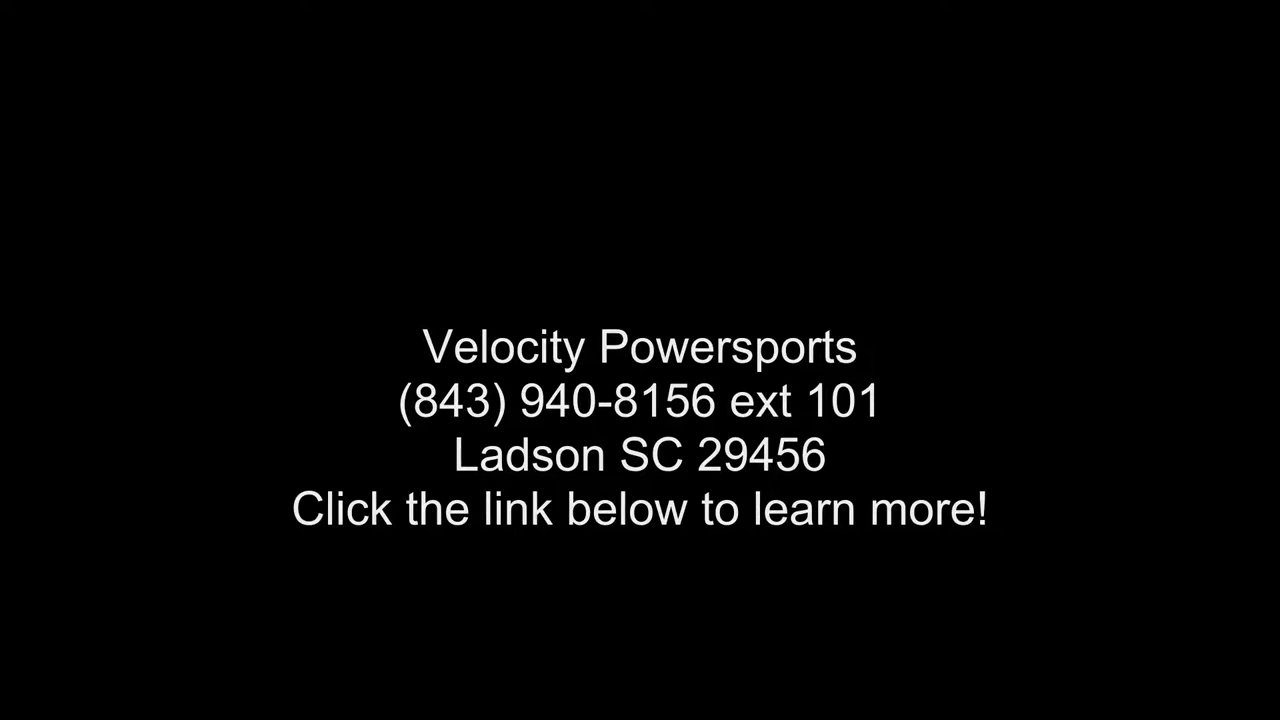 Velocity Powersports
(843) 940-8156 ext 101
Ladson SC 29456
Click the link below to learn more!